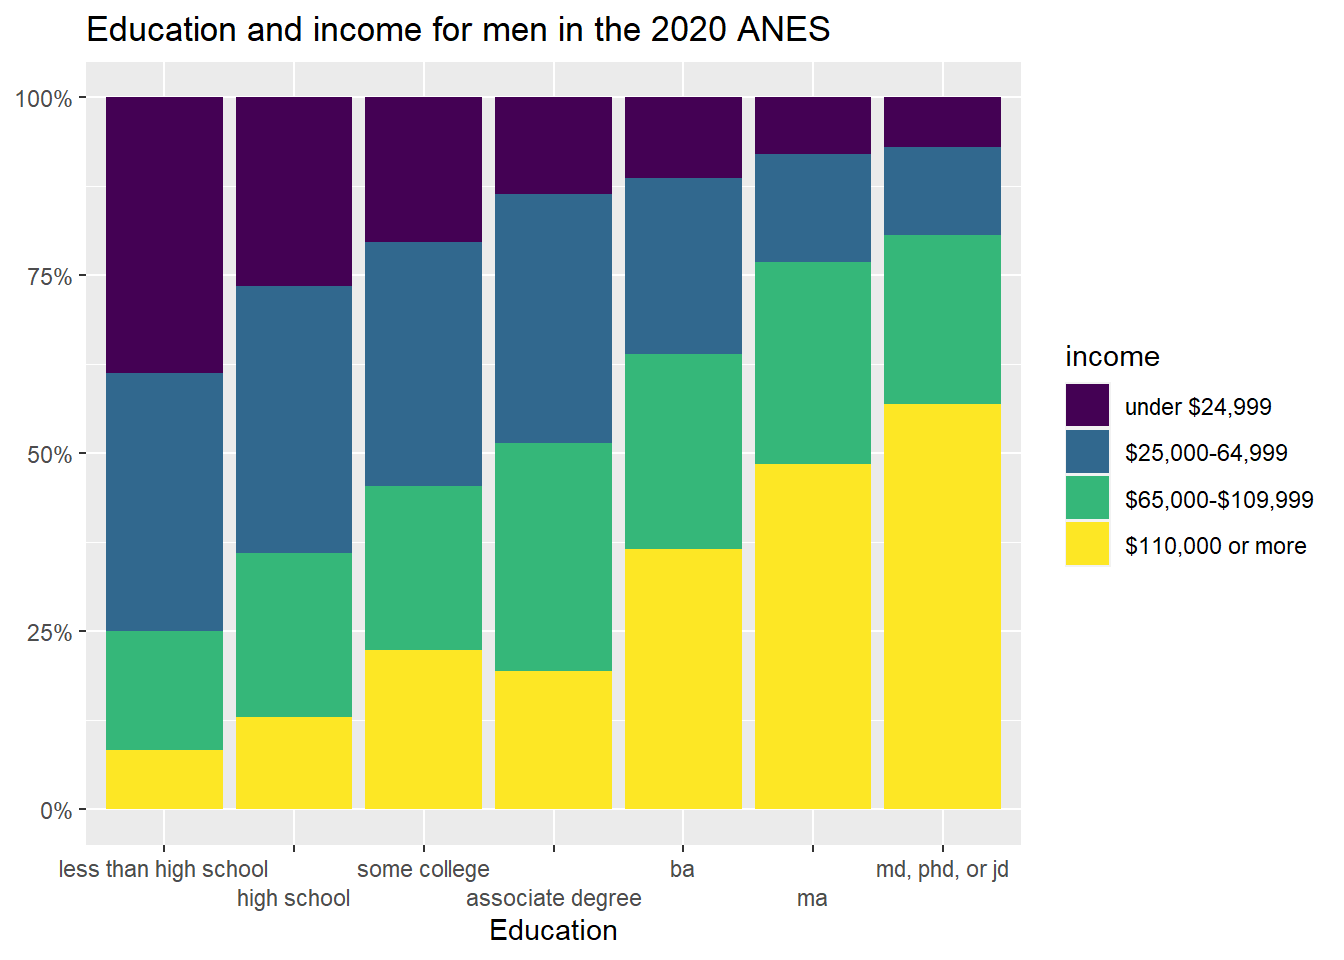 Education and income for men in the 2020 ANES
100%
75%
50%
25%
0%
less than high school
high school
some college
associate degree
ba
ma
md, phd, or jd
Education
income
under $24,999
$25,000-64,999
$65,000-$109,999
$110,000 or more